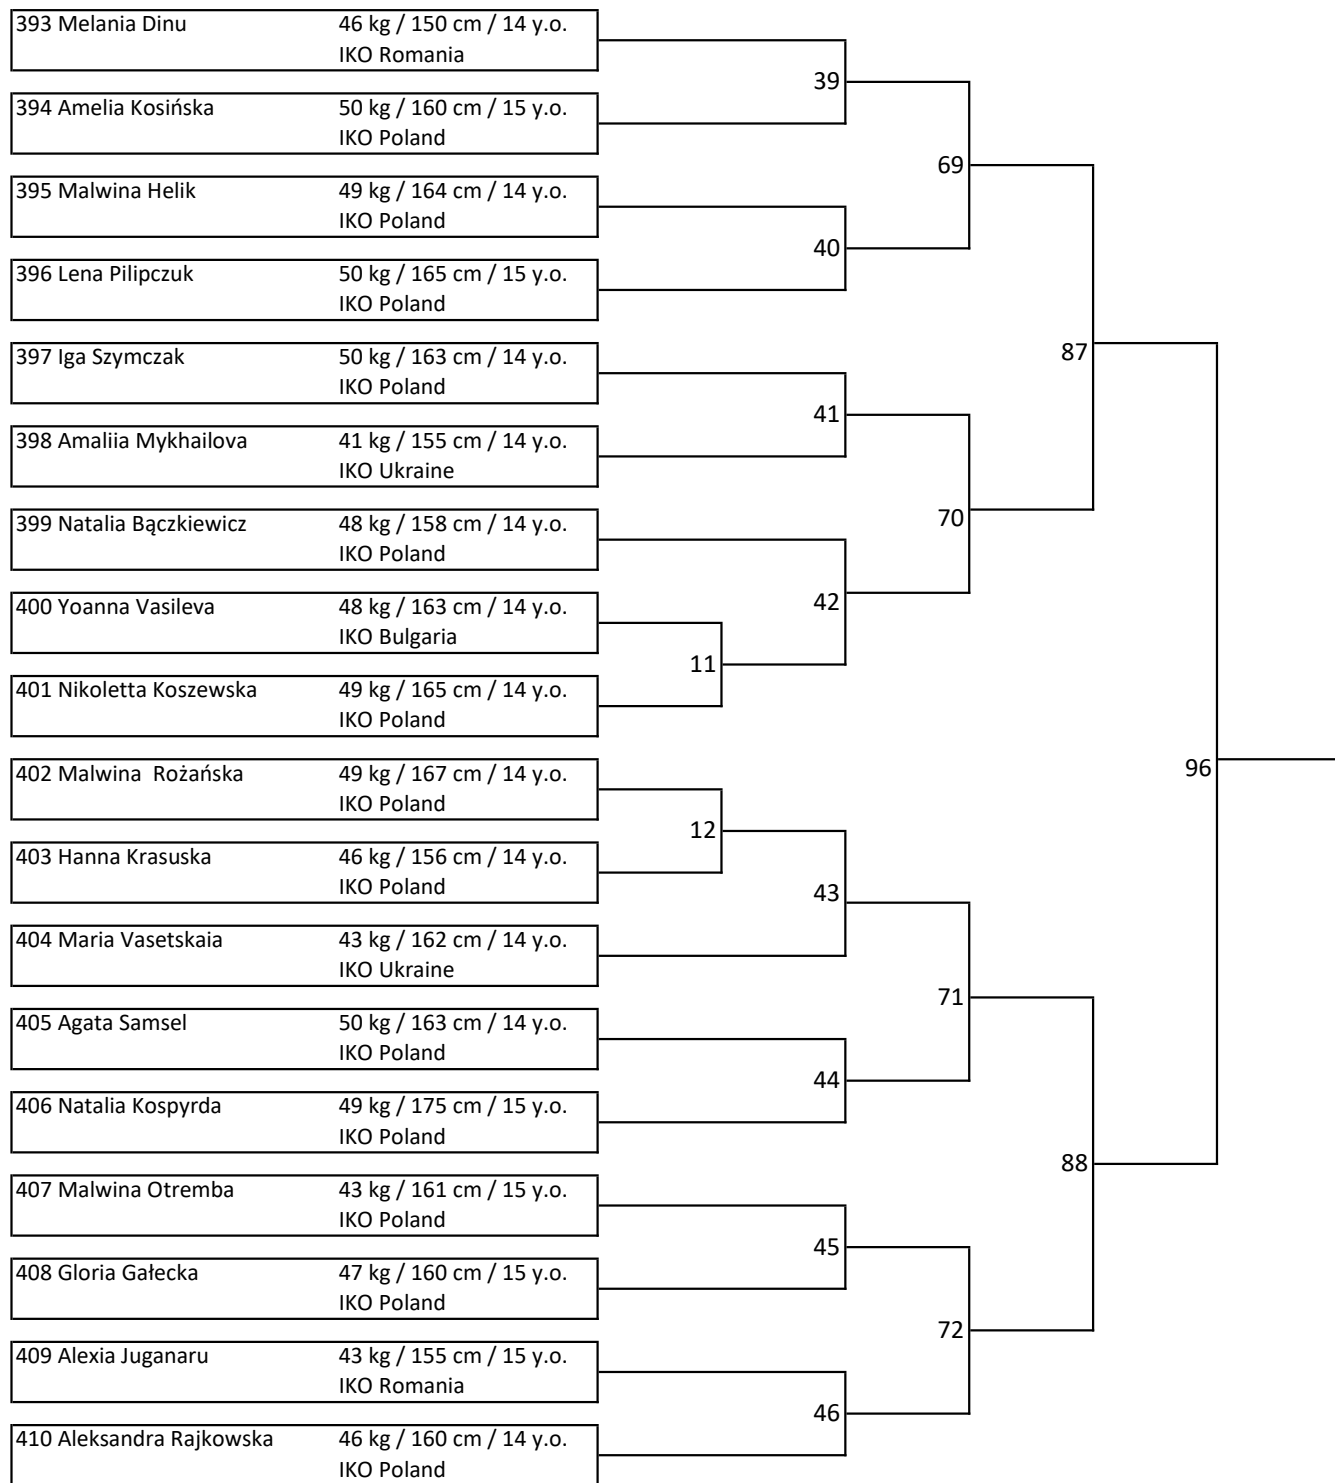 393 Melania Dinu 46 kg / 150 cm / 14 y.o.
IKO Romania
39
394 Amelia Kosińska 50 kg / 160 cm / 15 y.o.
IKO Poland
69
395 Malwina Helik 49 kg / 164 cm / 14 y.o.
IKO Poland
40
396 Lena Pilipczuk 50 kg / 165 cm / 15 y.o.
IKO Poland
87
397 Iga Szymczak 50 kg / 163 cm / 14 y.o.
IKO Poland
41
398 Amaliia Mykhailova 41 kg / 155 cm / 14 y.o.
IKO Ukraine
70
399 Natalia Bączkiewicz 48 kg / 158 cm / 14 y.o.
IKO Poland
42
400 Yoanna Vasileva 48 kg / 163 cm / 14 y.o.
IKO Bulgaria
11
401 Nikoletta Koszewska 49 kg / 165 cm / 14 y.o.
IKO Poland
96
402 Malwina  Rożańska 49 kg / 167 cm / 14 y.o.
IKO Poland
12
403 Hanna Krasuska 46 kg / 156 cm / 14 y.o.
IKO Poland
43
404 Maria Vasetskaia 43 kg / 162 cm / 14 y.o.
IKO Ukraine
71
405 Agata Samsel 50 kg / 163 cm / 14 y.o.
IKO Poland
44
406 Natalia Kospyrda 49 kg / 175 cm / 15 y.o.
IKO Poland
88
407 Malwina Otremba 43 kg / 161 cm / 15 y.o.
IKO Poland
45
408 Gloria Gałecka 47 kg / 160 cm / 15 y.o.
IKO Poland
72
409 Alexia Juganaru 43 kg / 155 cm / 15 y.o.
IKO Romania
46
410 Aleksandra Rajkowska 46 kg / 160 cm / 14 y.o.
IKO Poland